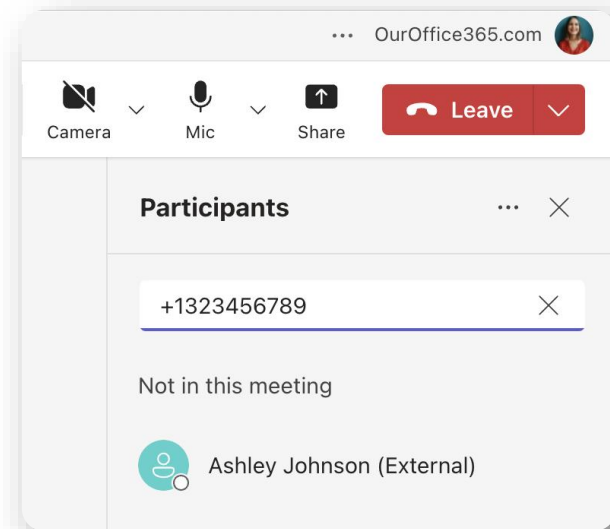 ... OurOffice365.com
Camera Mic Share Leave
Participants ...
+1323456789
Not in this meeting
Ashley Johnson (External)